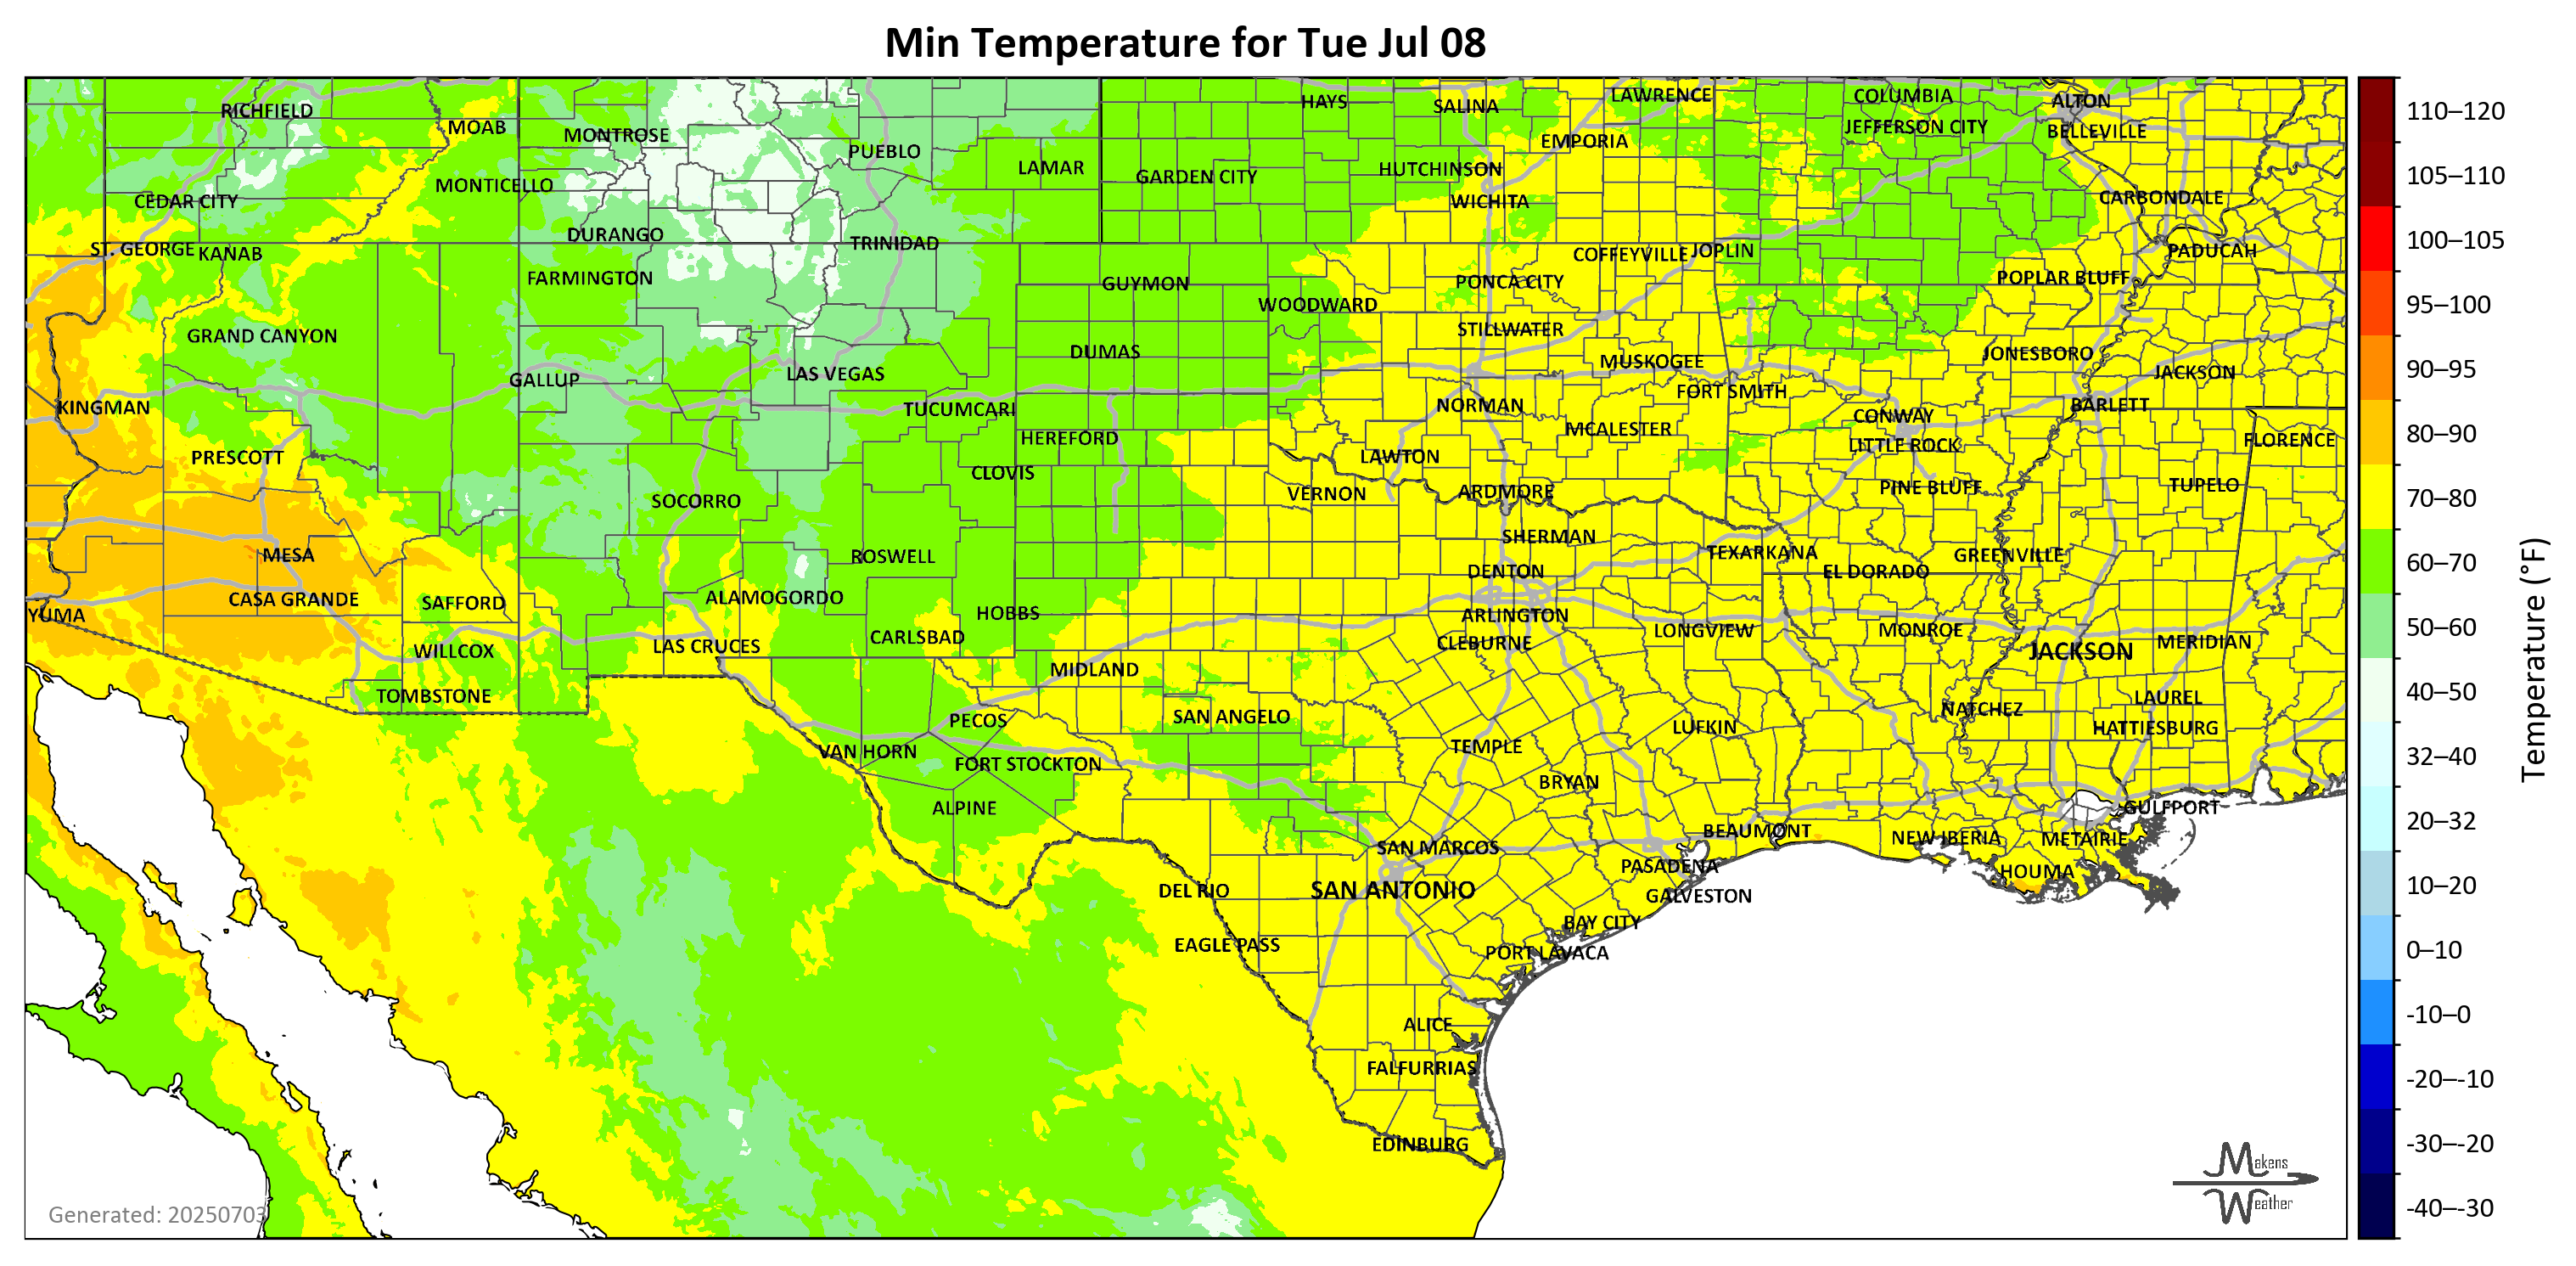 Min Temperature for Tue Jul 08
RICHFIELD
MOAB
MONTROSE
PUEBLO
LAMAR
HAYS
SALINA
LAWRENCE
COLUMBIA
ALTON
EMPORIA
JEFFERSON CITY
BELLEVILLE
CEDAR CITY
MONTICELLO
GARDEN CITY
HUTCHINSON
WICHITA
CARBONDALE
ST. GEORGE
KANAB
DURANGO
TRINIDAD
COFFEYVILLE
JOPLIN
PADUCAH
FARMINGTON
GUYMON
PONCA CITY
POPLAR BLUFF
WOODWARD
GRAND CANYON
STILLWATER
DUMAS
MUSKOGEE
JONESBORO
GALLUP
LAS VEGAS
FORT SMITH
JACKSON
KINGMAN
TUCUMCARI
NORMAN
CONWAY
BARLETT
HEREFORD
MCALESTER
LITTLE ROCK
FLORENCE
PRESCOTT
CLOVIS
LAWTON
SOCORRO
VERNON
ARDMORE
PINE BLUFF
TUPELO
MESA
ROSWELL
SHERMAN
TEXARKANA
GREENVILLE
DENTON
EL DORADO
YUMA
CASA GRANDE
SAFFORD
ALAMOGORDO
HOBBS
ARLINGTON
WILLCOX
LAS CRUCES
CARLSBAD
CLEBURNE
LONGVIEW
MONROE
JACKSON
MERIDIAN
TOMBSTONE
MIDLAND
PECOS
SAN ANGELO
LUFKIN
NATCHEZ
LAUREL
HATTIESBURG
VAN HORN
FORT STOCKTON
TEMPLE
BRYAN
ALPINE
GULFPORT
SAN MARCOS
BEAUMONT
NEW IBERIA
METAIRIE
DEL RIO
SAN ANTONIO
PASADENA
GALVESTON
HOUMA
EAGLE PASS
BAY CITY
PORT LAVACA
ALICE
FALFURRIAS
EDINBURG
Generated: 20250703
Makens
Weather
110–120
105–110
100–105
95–100
90–95
80–90
70–80
60–70
50–60
40–50
32–40
20–32
10–20
0–10
-10–0
-20–-10
-30–-20
-40–-30
Temperature (°F)